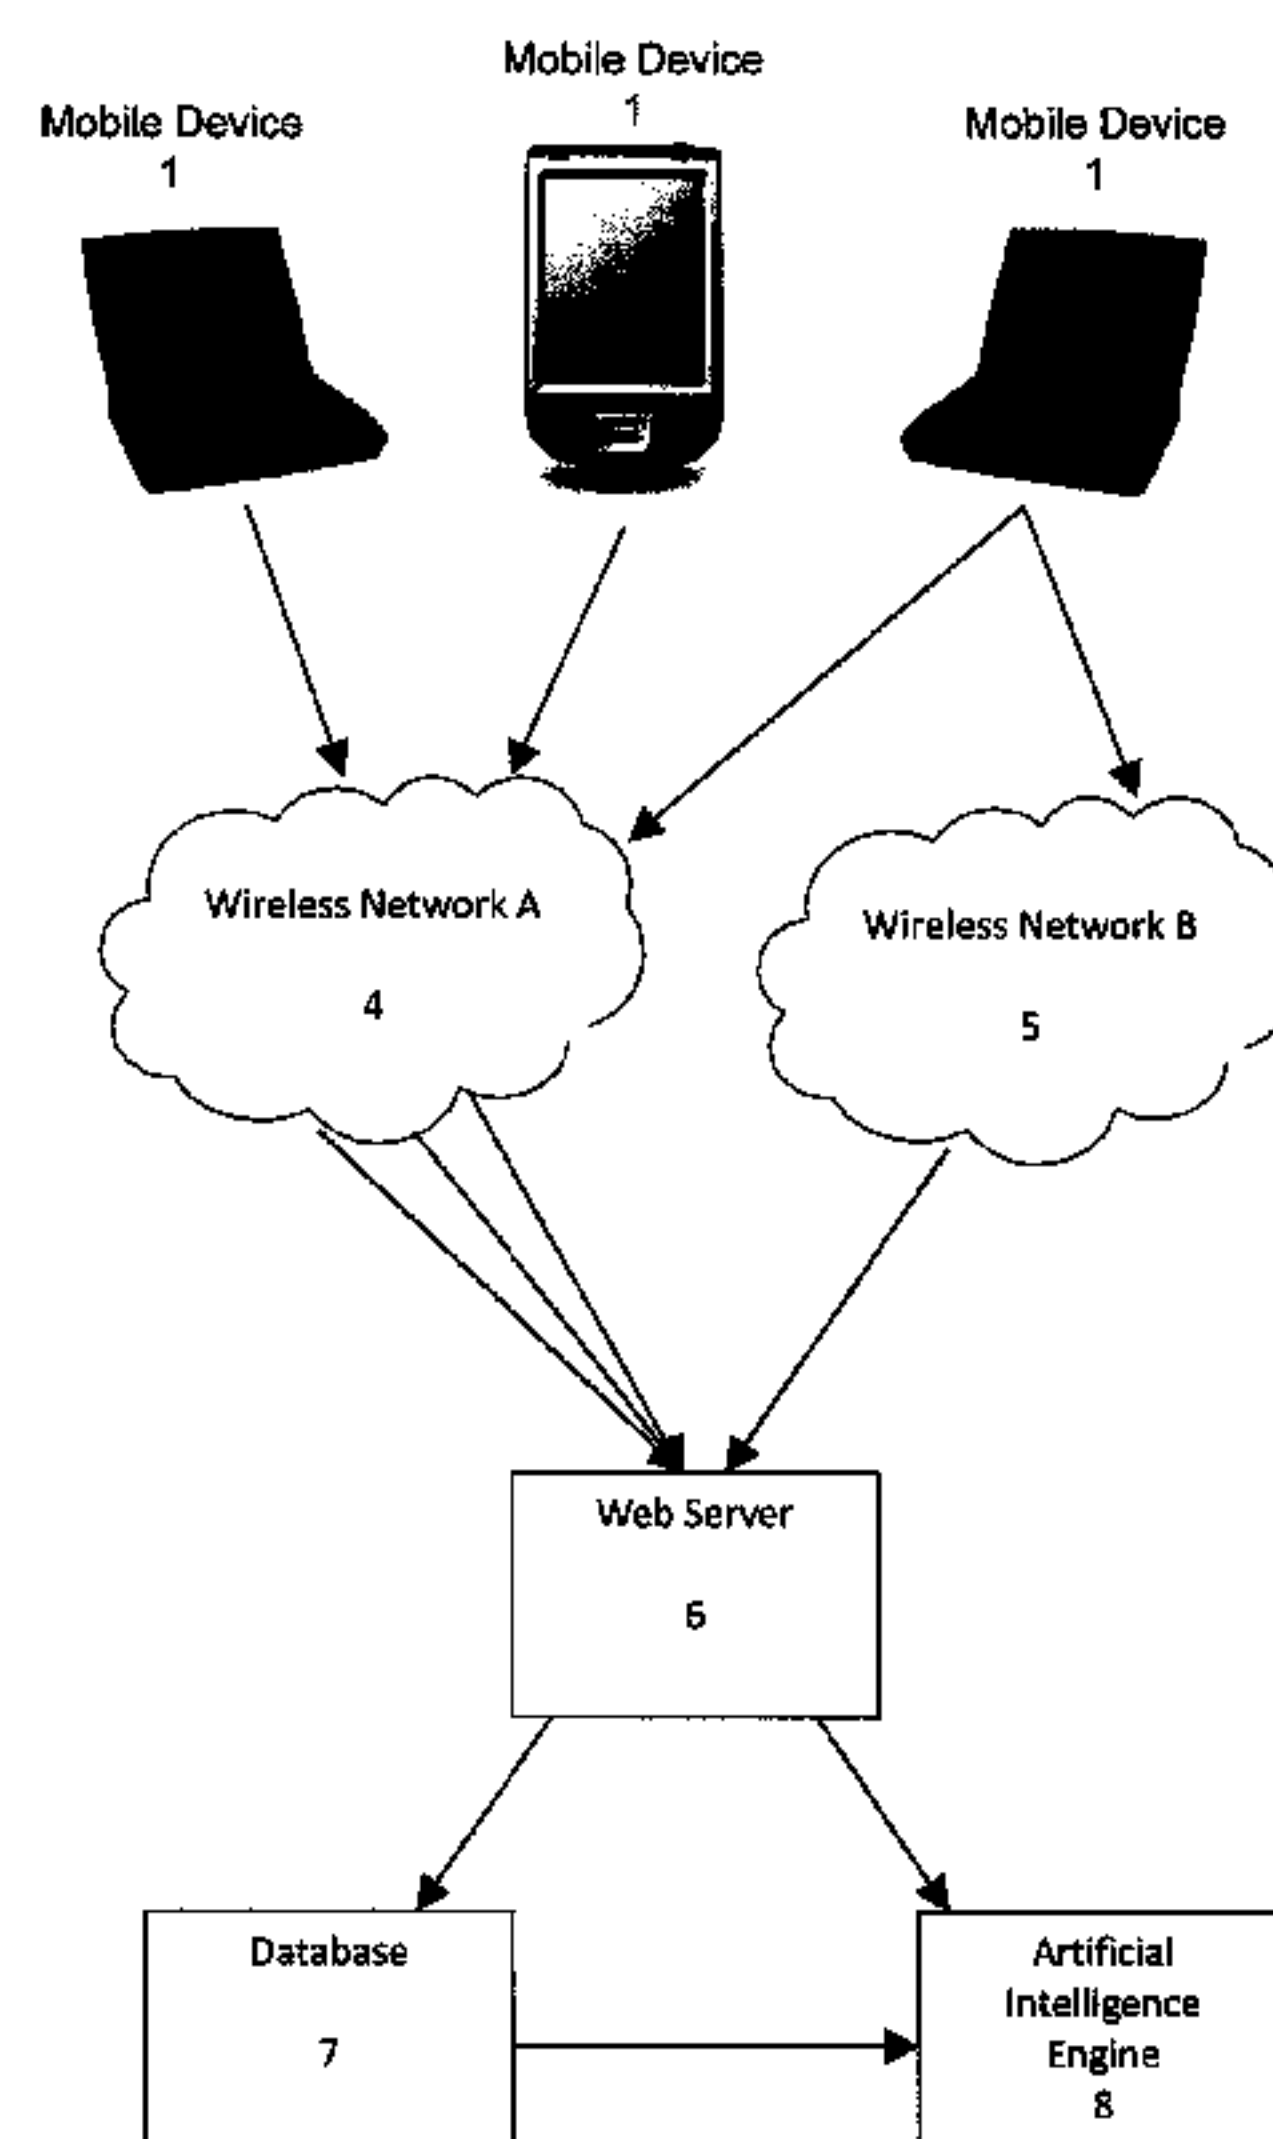 Mobile Device
1
Mobile Device
1
Mobile Device
1
Wireless Network A
4
Wireless Network B
5
Web Server
6
Database
7
Artificial
Intelligence
Engine
8